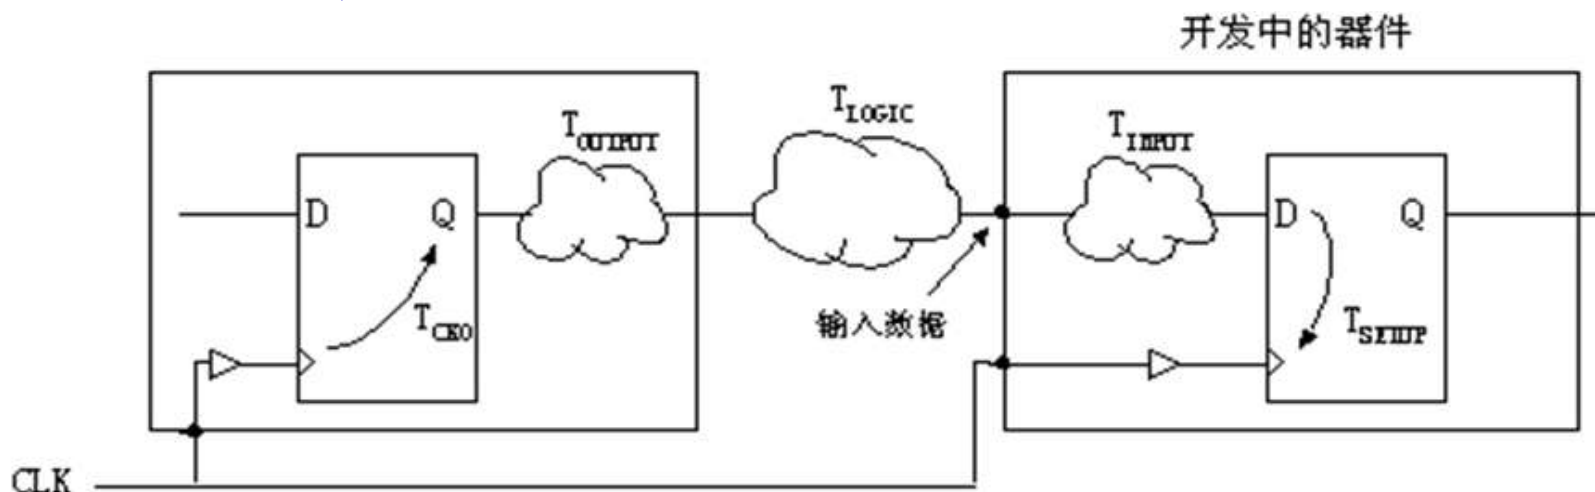 开发中的器件
T_LOGIC
T_OUTPUT
T_INPUT
D Q
D Q
T_CKO
输入数据
T_SETUP
CLK